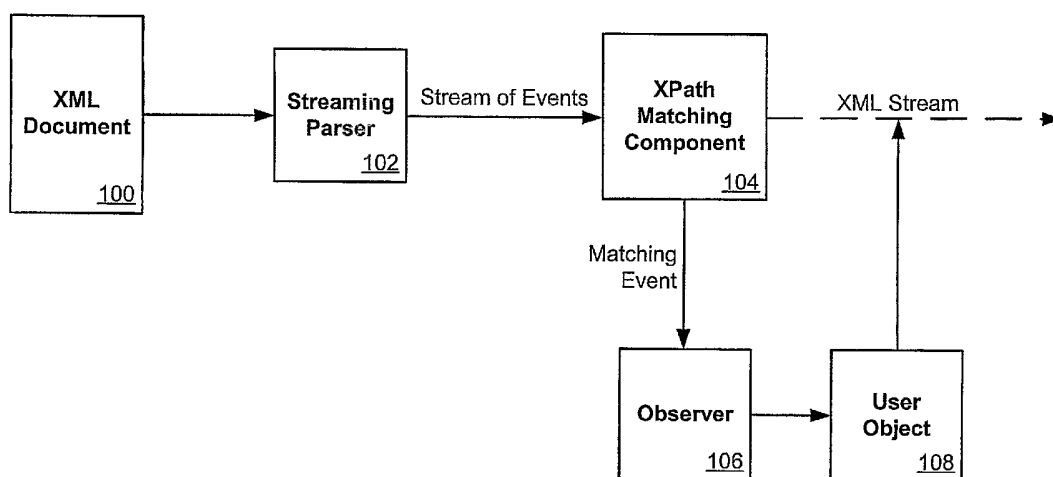 XML
Document
100
Streaming
Parser
102
Stream of Events
XPath
Matching
Component
104
XML Stream
Matching
Event
Observer
106
User
Object
108